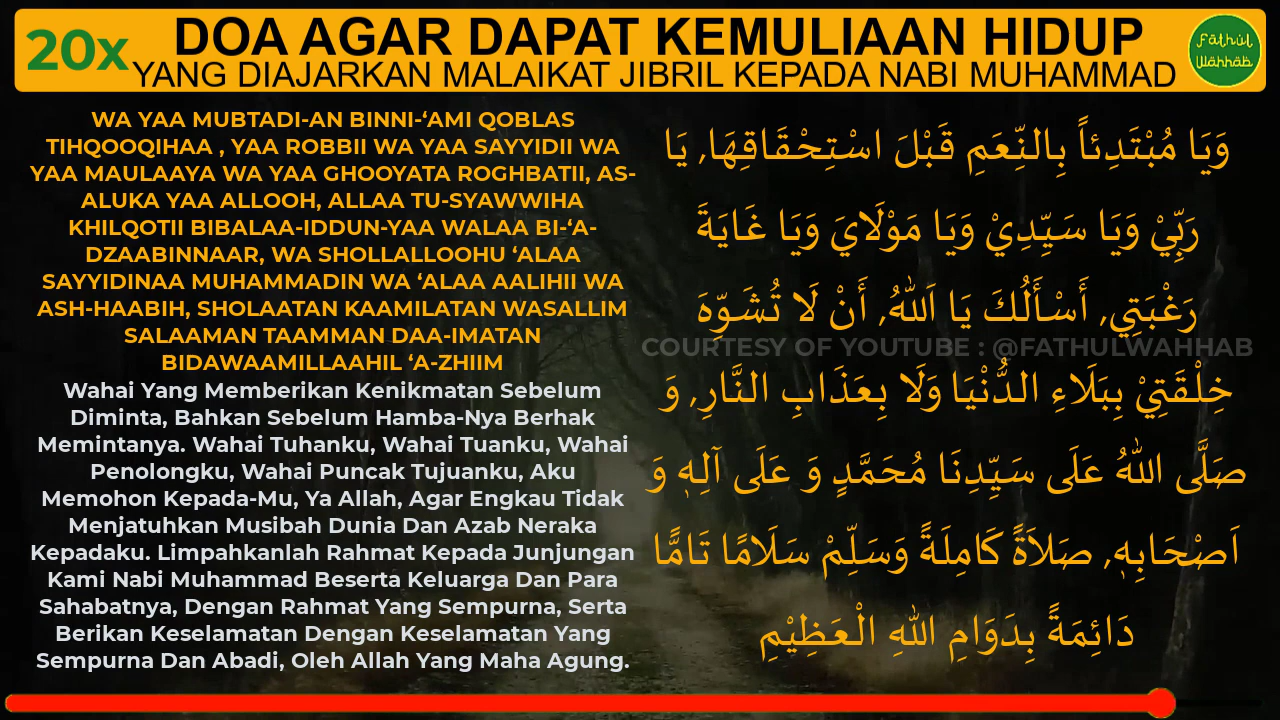 20x
DOA AGAR DAPAT KEMULIAAN HIDUP
YANG DIAJARKAN MALAIKAT JIBRIL KEPADA NABI MUHAMMAD
Fathul
Wahhab
WA YAA MUBTADI-AN BINNI-‘AMI QOBLAS
TIHQOOQIHAA , YAA ROBBII WA YAA SAYYIDII WA
YAA MAULAAYA WA YAA GHOOYATA ROGHBATII, AS-
ALUKA YAA ALLOOH, ALLAA TU-SYAWWIHA
KHILQOTII BIBALAA-IDDUN-YAA WALAA BI-‘A-
DZAABINNAAR, WA SHOLLALLOOHU ‘ALAA
SAYYIDINAA MUHAMMADIN WA ‘ALAA AALIHII WA
ASH-HAABIH, SHOLAATAN KAAMILATAN WASALLIM
SALAAMAN TAAMMAN DAA-IMATAN
BIDAWAAMILLAAHIL ‘A-ZHIIM
Wahai Yang Memberikan Kenikmatan Sebelum
Diminta, Bahkan Sebelum Hamba-Nya Berhak
Memintanya. Wahai Tuhanku, Wahai Tuanku, Wahai
Penolongku, Wahai Puncak Tujuanku, Aku
Memohon Kepada-Mu, Ya Allah, Agar Engkau Tidak
Menjatuhkan Musibah Dunia Dan Azab Neraka
Kepadaku. Limpahkanlah Rahmat Kepada Junjungan
Kami Nabi Muhammad Beserta Keluarga Dan Para
Sahabatnya, Dengan Rahmat Yang Sempurna, Serta
Berikan Keselamatan Dengan Keselamatan Yang
Sempurna Dan Abadi, Oleh Allah Yang Maha Agung.
وَيَا مُبْتَدِئاً بِالنِّعَمِ قَبْلَ اسْتِحْقَاقِهَا, يَا
رَبِّيْ وَيَا سَيِّدِيْ وَيَا مَوْلَايَ وَيَا غَايَةَ
رَغْبَتِي, أَسْأَلُكَ يَا اَللهُ, أَنْ لَا تُشَوِّهَ
COURTESY OF YOUTUBE : @FATHULWAHHAB
خِلْقَتِيْ بِبَلَاءِ الدُّنْيَا وَلَا بِعَذَابِ النَّارِ, وَ
صَلَّى اللهُ عَلَى سَيِّدِنَا مُحَمَّدٍ وَ عَلَى آلِهٖ وَ
اَصْحَابِهٖ, صَلاَةً كَامِلَةً وَسَلِّمْ سَلَامًا تَامًّا
دَائِمَةً بِدَوَامِ اللهِ الْعَظِيْمِ